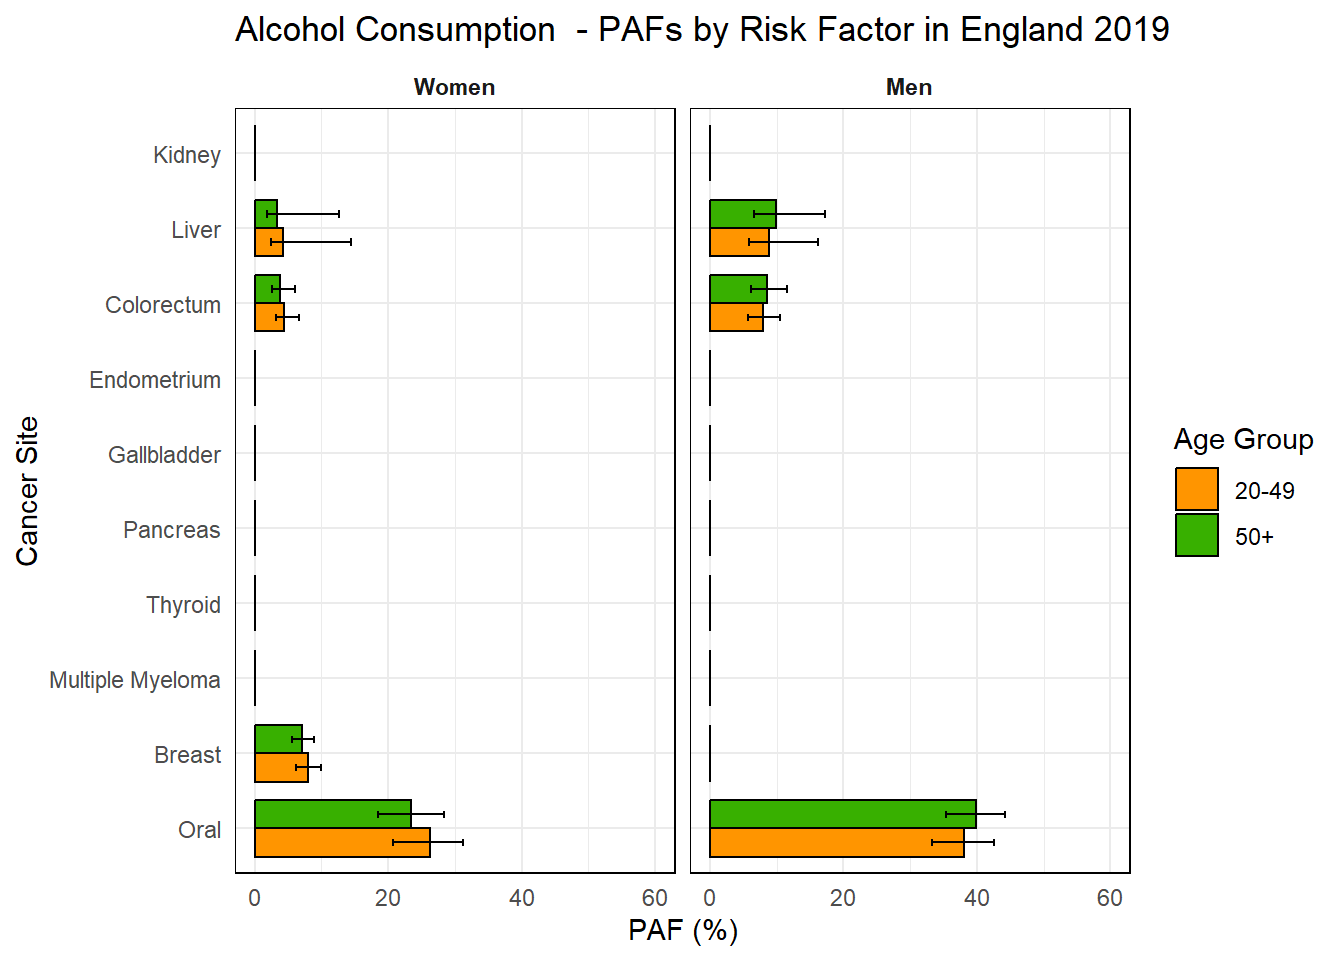 Alcohol Consumption  - PAFs by Risk Factor in England 2019
Women
Men
Kidney
Liver
Colorectum
Endometrium
Gallbladder
Pancreas
Thyroid
Multiple Myeloma
Breast
Oral
Cancer Site
0 20 40 60
0 20 40 60
PAF (%)
Age Group
20-49
50+